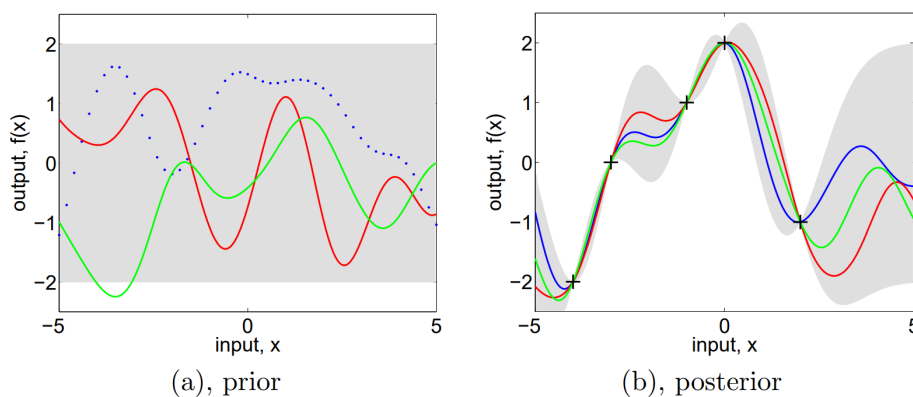 output, f(x)
2
1
0
−1
−2
−5
0
5
input, x
(a), prior
output, f(x)
2
1
0
−1
−2
−5
0
5
input, x
(b), posterior